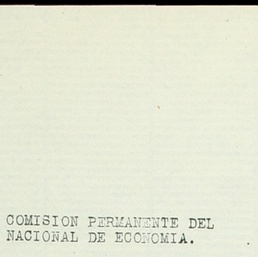 COMISION PERMANENTE DEL
NACIONAL DE ECONOMIA.